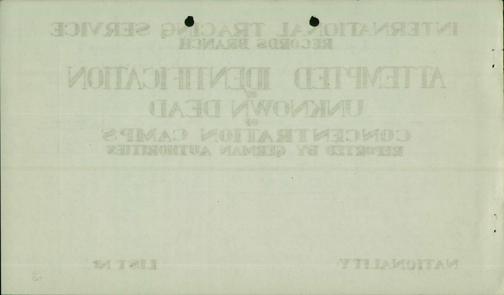 INTERNATIONAL TRACING SERVICE
RECORDS BRANCH
ATTEMPTED IDENTIFICATION
OF
UNKNOWN DEAD
OF
CONCENTRATION CAMPS
REPORTED BY GERMAN AUTHORITIES
NATIONALITY LIST Nr.